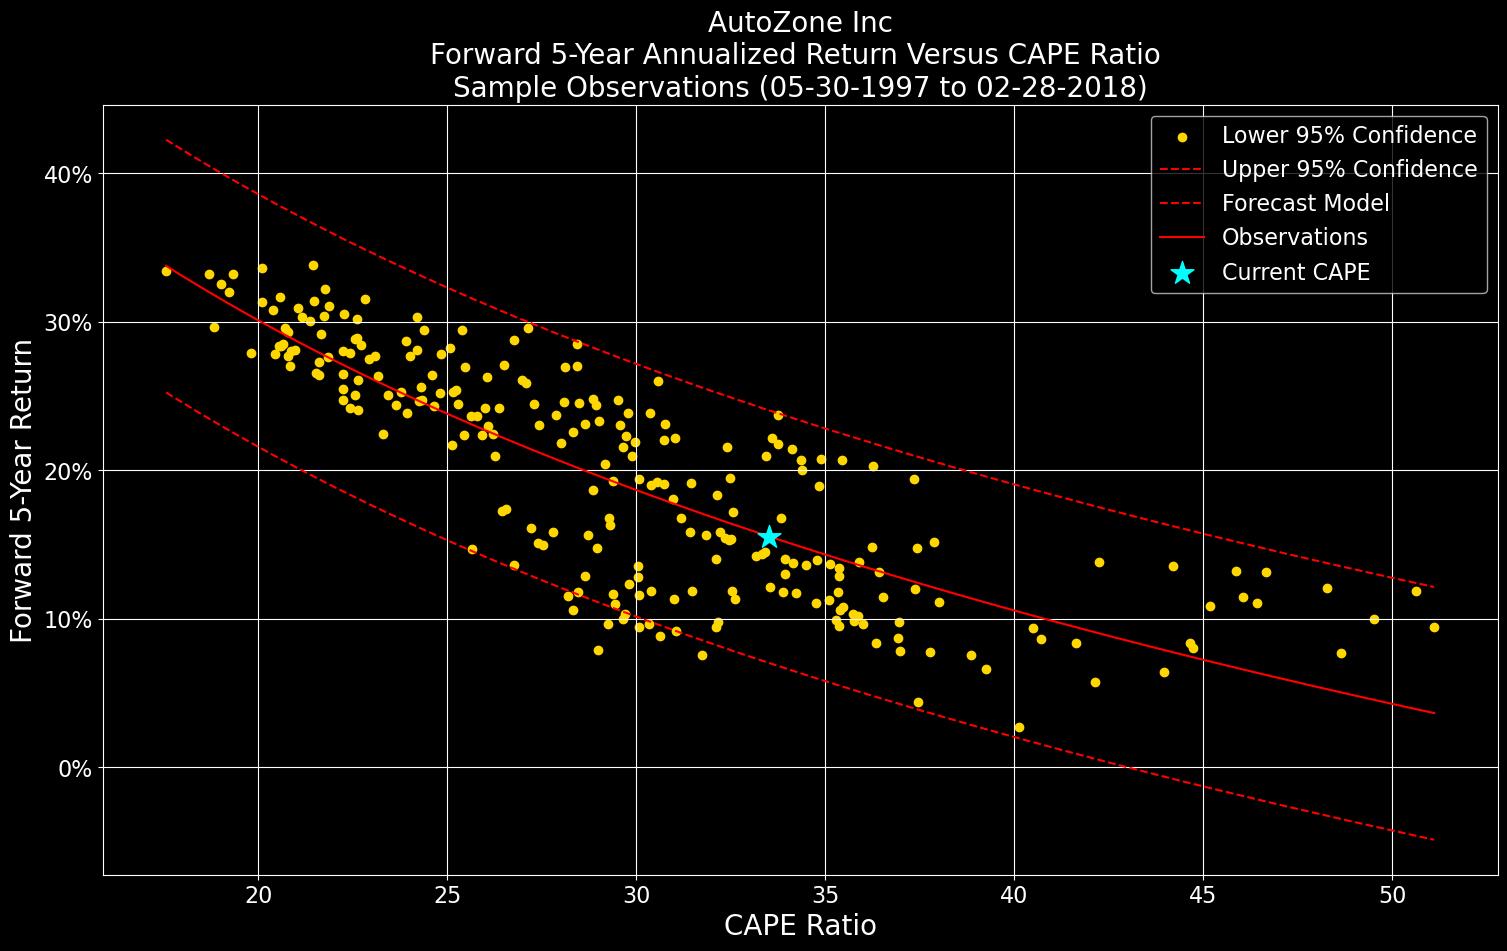 AutoZone Inc
Forward 5-Year Annualized Return Versus CAPE Ratio
Sample Observations (05-30-1997 to 02-28-2018)
Lower 95% Confidence
Upper 95% Confidence
Forecast Model
Observations
Current CAPE
Forward 5-Year Return
40%
30%
20%
10%
0%
20 25 30 35 40 45 50
CAPE Ratio